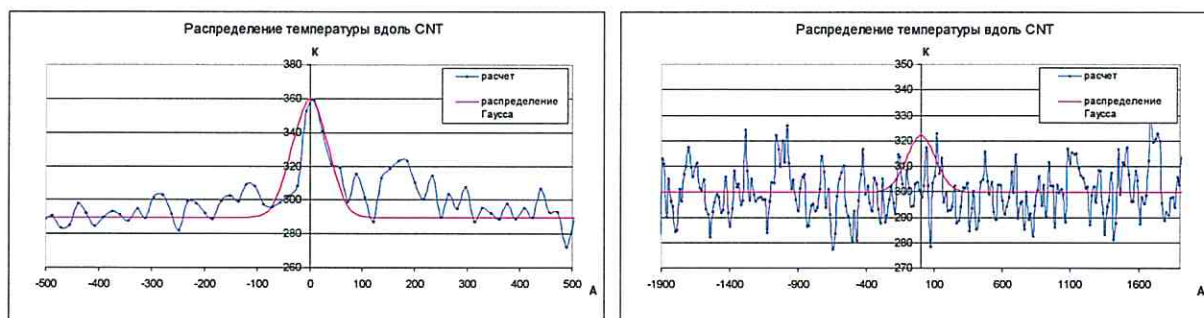 Распределение температуры вдоль CNT
K
380
360
340
320
300
280
260
-500 -400 -300 -200 -100 0 100 200 300 400 500
A
расчет
распределение
Гаусса
Распределение температуры вдоль CNT
K
350
340
330
320
310
300
290
280
270
-1900 -1400 -900 -400 100 600 1100 1600
A
расчет
распределение
Гаусса